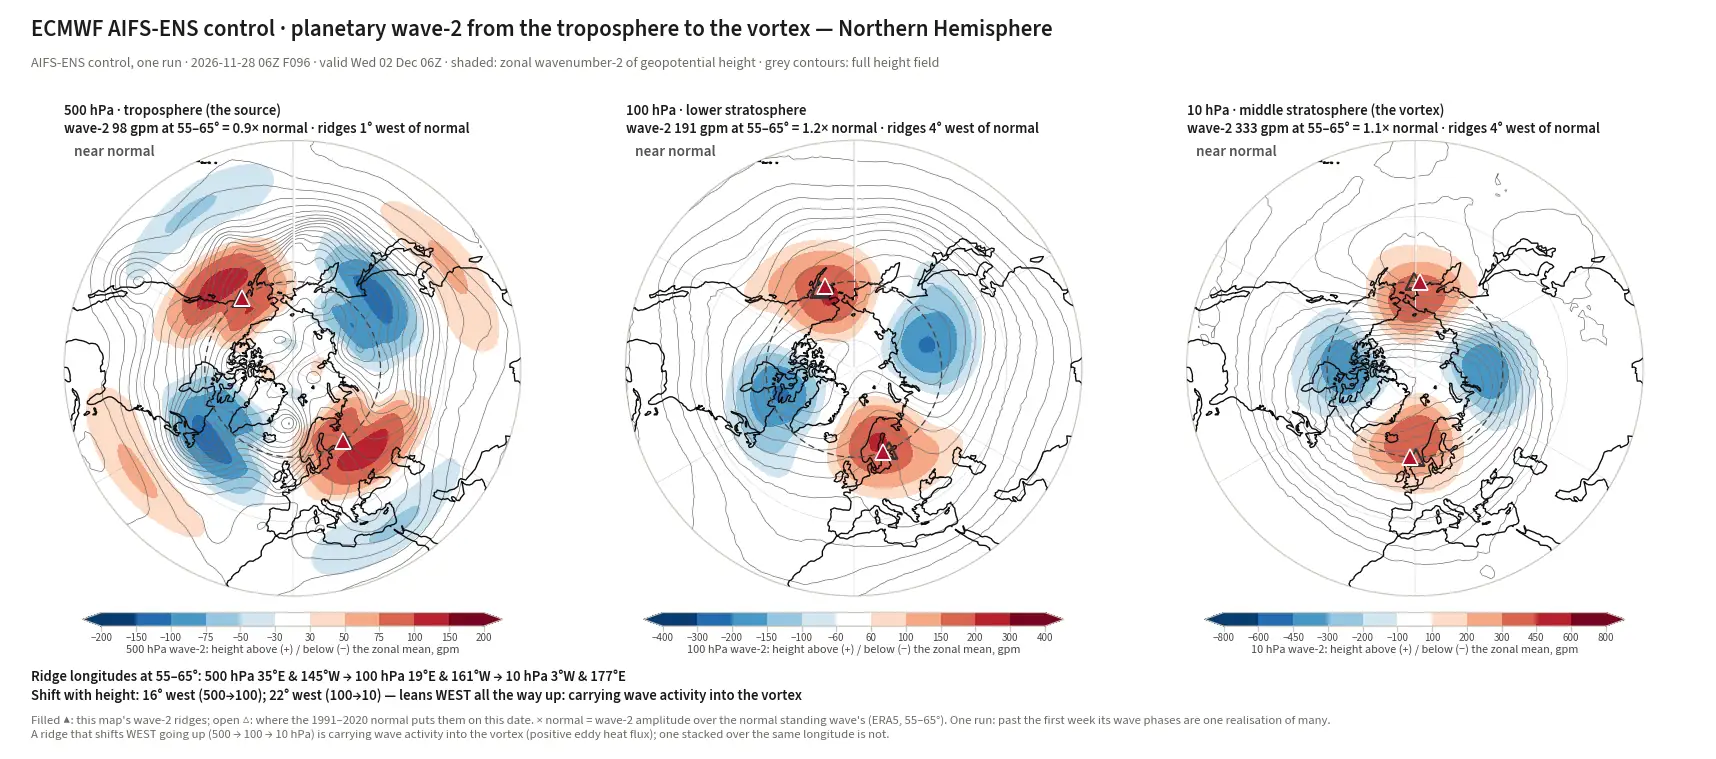 ECMWF AIFS-ENS control · planetary wave-2 from the troposphere to the vortex — Northern Hemisphere
AIFS-ENS control, one run · 2026-11-28 06Z F096 · valid Wed 02 Dec 06Z · shaded: zonal wavenumber-2 of geopotential height · grey contours: full height field
500 hPa · troposphere (the source)
wave-2 98 gpm at 55–65° = 0.9× normal · ridges 1° west of normal
near normal
100 hPa · lower stratosphere
wave-2 191 gpm at 55–65° = 1.2× normal · ridges 4° west of normal
near normal
10 hPa · middle stratosphere (the vortex)
wave-2 333 gpm at 55–65° = 1.1× normal · ridges 4° west of normal
near normal
−200 −150 −100 −75 −50 −30 30 50 75 100 150 200
500 hPa wave-2: height above (+) / below (−) the zonal mean, gpm
−400 −300 −200 −150 −100 −60 60 100 150 200 300 400
100 hPa wave-2: height above (+) / below (−) the zonal mean, gpm
−800 −600 −450 −300 −200 −100 100 200 300 450 600 800
10 hPa wave-2: height above (+) / below (−) the zonal mean, gpm
Ridge longitudes at 55–65°: 500 hPa 35°E & 145°W → 100 hPa 19°E & 161°W → 10 hPa 3°W & 177°E
Shift with height: 16° west (500→100); 22° west (100→10) — leans WEST all the way up: carrying wave activity into the vortex
Filled ▲: this map's wave-2 ridges; open △: where the 1991–2020 normal puts them on this date. × normal = wave-2 amplitude over the normal standing wave's (ERA5, 55–65°). One run: past the first week its wave phases are one realisation of many.
A ridge that shifts WEST going up (500 → 100 → 10 hPa) is carrying wave activity into the vortex (positive eddy heat flux); one stacked over the same longitude is not.